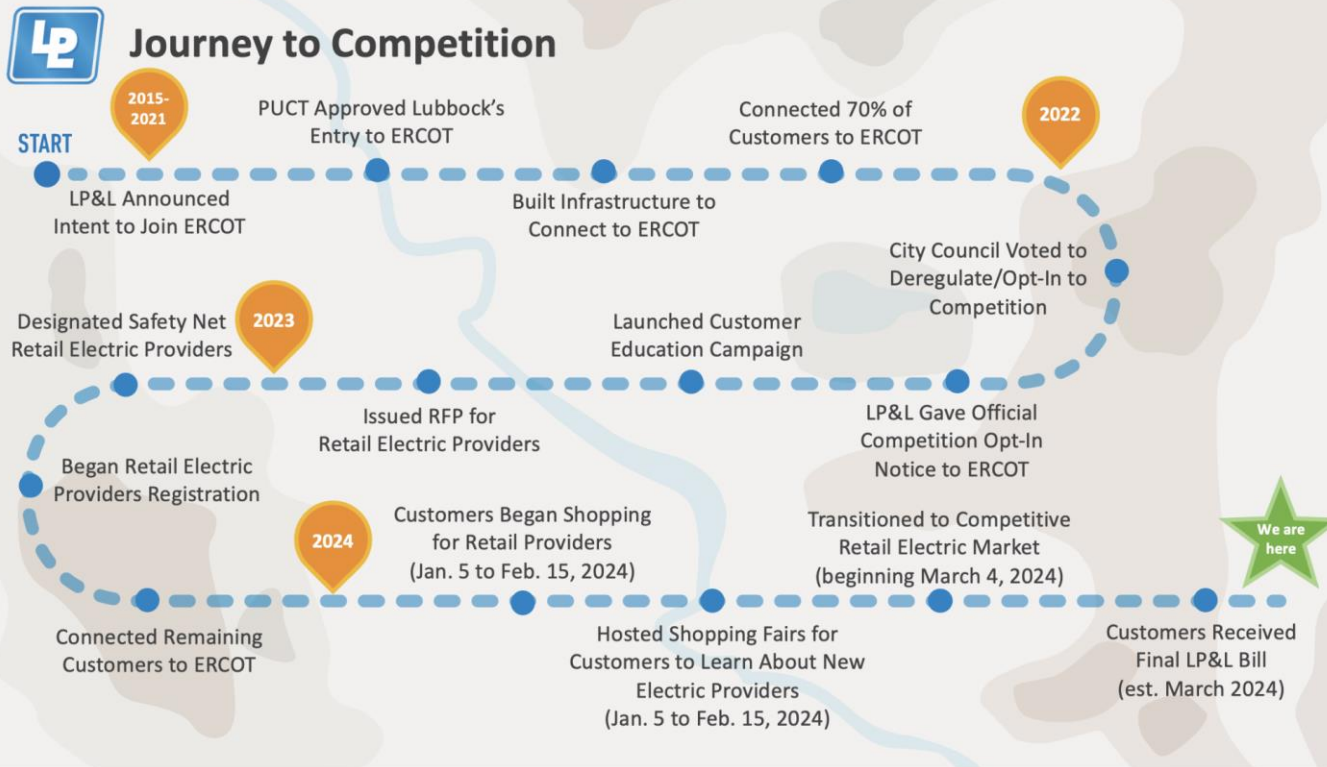 LP
Journey to Competition
2015-
2021
START
LP&L Announced
Intent to Join ERCOT
PUCT Approved Lubbock's
Entry to ERCOT
Built Infrastructure to
Connect to ERCOT
Connected 70% of
Customers to ERCOT
2022
City Council Voted to
Deregulate/Opt-In to
Competition
LP&L Gave Official
Competition Opt-In
Notice to ERCOT
Launched Customer
Education Campaign
Issued RFP for
Retail Electric Providers
2023
Designated Safety Net
Retail Electric Providers
Began Retail Electric
Providers Registration
Connected Remaining
Customers to ERCOT
2024
Customers Began Shopping
for Retail Providers
(Jan. 5 to Feb. 15, 2024)
Hosted Shopping Fairs for
Customers to Learn About New
Electric Providers
(Jan. 5 to Feb. 15, 2024)
Transitioned to Competitive
Retail Electric Market
(beginning March 4, 2024)
Customers Received
Final LP&L Bill
(est. March 2024)
We are
here